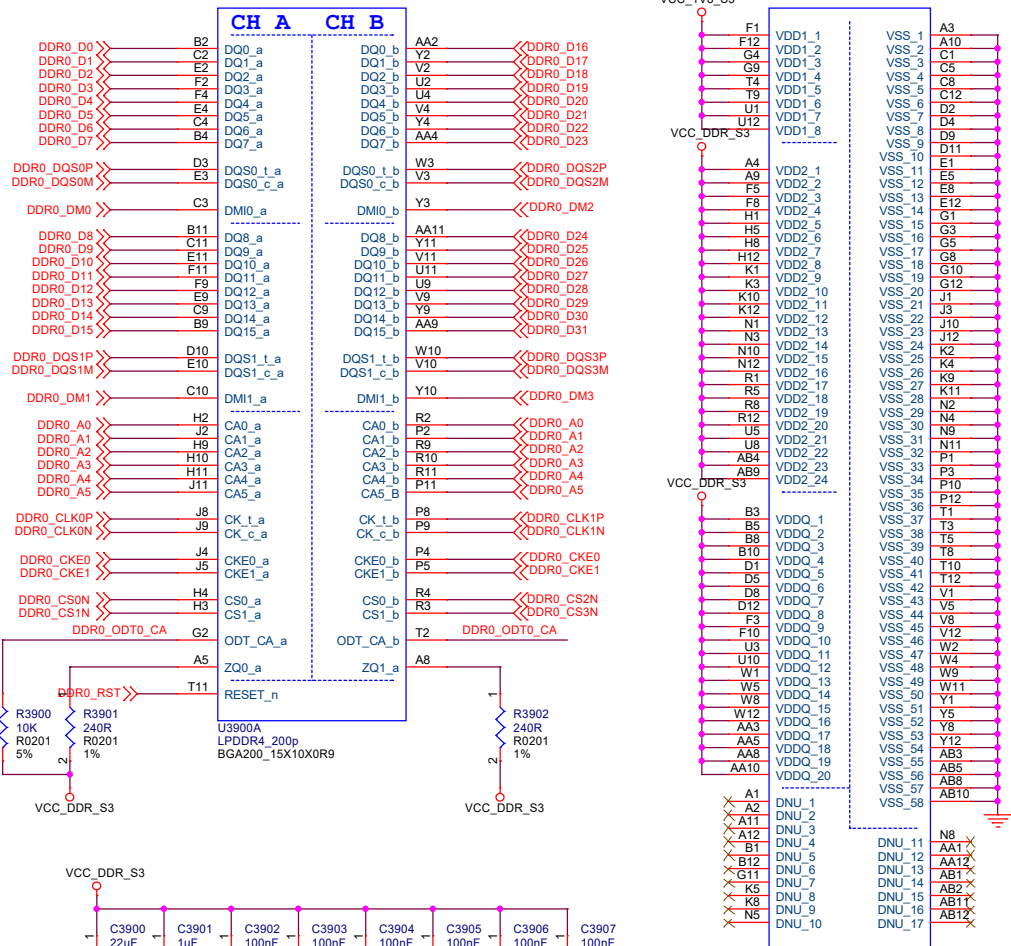 CH A CH B
DDR0_D0 B2 DQ0_a DQ0_b AA2 DDR0_D16
DDR0_D1 C2 DQ1_a DQ1_b Y2 DDR0_D17
DDR0_D2 E2 DQ2_a DQ2_b V2 DDR0_D18
DDR0_D3 F2 DQ3_a DQ3_b U2 DDR0_D19
DDR0_D4 F4 DQ4_a DQ4_b U4 DDR0_D20
DDR0_D5 E4 DQ5_a DQ5_b V4 DDR0_D21
DDR0_D6 C4 DQ6_a DQ6_b Y4 DDR0_D22
DDR0_D7 B4 DQ7_a DQ7_b AA4 DDR0_D23
DDR0_DQS0P D3 DQS0_t_a DQS0_t_b W3 DDR0_DQS2P
DDR0_DQS0M E3 DQS0_c_a DQS0_c_b V3 DDR0_DQS2M
DDR0_DM0 C3 DMI0_a DMI0_b Y3 DDR0_DM2
DDR0_D8 B11 DQ8_a DQ8_b AA11 DDR0_D24
DDR0_D9 C11 DQ9_a DQ9_b Y11 DDR0_D25
DDR0_D10 E11 DQ10_a DQ10_b V11 DDR0_D26
DDR0_D11 F11 DQ11_a DQ11_b U11 DDR0_D27
DDR0_D12 F9 DQ12_a DQ12_b U9 DDR0_D28
DDR0_D13 E9 DQ13_a DQ13_b V9 DDR0_D29
DDR0_D14 C9 DQ14_a DQ14_b Y9 DDR0_D30
DDR0_D15 B9 DQ15_a DQ15_b AA9 DDR0_D31
DDR0_DQS1P D10 DQS1_t_a DQS1_t_b W10 DDR0_DQS3P
DDR0_DQS1M E10 DQS1_c_a DQS1_c_b V10 DDR0_DQS3M
DDR0_DM1 C10 DMI1_a DMI1_b Y10 DDR0_DM3
DDR0_A0 H2 CA0_a CA0_b R2 DDR0_A0
DDR0_A1 J2 CA1_a CA1_b P2 DDR0_A1
DDR0_A2 H9 CA2_a CA2_b R9 DDR0_A2
DDR0_A3 H10 CA3_a CA3_b R10 DDR0_A3
DDR0_A4 H11 CA4_a CA4_b R11 DDR0_A4
DDR0_A5 J11 CA5_a CA5_B P11 DDR0_A5
DDR0_CLK0P J8 CK_t_a CK_t_b P8 DDR0_CLK1P
DDR0_CLK0N J9 CK_c_a CK_c_b P9 DDR0_CLK1N
DDR0_CKE0 J4 CKE0_a CKE0_b P4 DDR0_CKE0
DDR0_CKE1 J5 CKE1_a CKE1_b P5 DDR0_CKE1
DDR0_CS0N H4 CS0_a CS0_b R4 DDR0_CS2N
DDR0_CS1N H3 CS1_a CS1_b R3 DDR0_CS3N
DDR0_ODT0_CA G2 ODT_CA_a ODT_CA_b T2 DDR0_ODT0_CA
A5 ZQ0_a ZQ1_a A8
DDR0_RST T11 RESET_n
1 R3900 10K R0201 5%
1 R3901 240R R0201 1% 2
U3900A
LPDDR4_200p
BGA200_15X10X0R9
1 R3902 240R R0201 1% 2
VCC_DDR_S3
VCC_DDR_S3
VCC_DDR_S3
1 C3900 1 C3901 1 C3902 1 C3903 1 C3904 1 C3905 1 C3906 1 C3907
22uF 1uF 100nF 100nF 100nF 100nF 100nF 100nF
F1 VDD1_1 VSS_1 A3
F12 VDD1_2 VSS_2 A10
G4 VDD1_3 VSS_3 C1
G9 VDD1_4 VSS_4 C5
T4 VDD1_5 VSS_5 C8
T9 VDD1_6 VSS_6 C12
U1 VDD1_7 VSS_7 D2
U12 VDD1_8 VSS_8 D4
VCC_DDR_S3 VSS_9 D9
VSS_10 D11
A4 VDD2_1 VSS_11 E1
A9 VDD2_2 VSS_12 E5
F5 VDD2_3 VSS_13 E8
F8 VDD2_4 VSS_14 E12
H1 VDD2_5 VSS_15 G1
H5 VDD2_6 VSS_16 G3
H8 VDD2_7 VSS_17 G5
H12 VDD2_8 VSS_18 G8
K1 VDD2_9 VSS_19 G10
K3 VDD2_10 VSS_20 G12
K10 VDD2_11 VSS_21 J1
K12 VDD2_12 VSS_22 J3
N1 VDD2_13 VSS_23 J10
N3 VDD2_14 VSS_24 J12
N10 VDD2_15 VSS_25 K2
N12 VDD2_16 VSS_26 K4
R1 VDD2_17 VSS_27 K9
R5 VDD2_18 VSS_28 K11
R8 VDD2_19 VSS_29 N2
R12 VDD2_20 VSS_30 N4
U5 VDD2_21 VSS_31 N9
U8 VDD2_22 VSS_32 N11
AB4 VDD2_23 VSS_33 P1
AB9 VDD2_24 VSS_34 P3
VCC_DDR_S3 VSS_35 P10
VSS_36 P12
B3 VDDQ_1 VSS_37 T1
B5 VDDQ_2 VSS_38 T3
B8 VDDQ_3 VSS_39 T5
B10 VDDQ_4 VSS_40 T8
D1 VDDQ_5 VSS_41 T10
D5 VDDQ_6 VSS_42 T12
D8 VDDQ_7 VSS_43 V1
D12 VDDQ_8 VSS_44 V5
F3 VDDQ_9 VSS_45 V8
F10 VDDQ_10 VSS_46 V12
U3 VDDQ_11 VSS_47 W2
U10 VDDQ_12 VSS_48 W4
W1 VDDQ_13 VSS_49 W9
W5 VDDQ_14 VSS_50 W11
W8 VDDQ_15 VSS_51 Y1
W12 VDDQ_16 VSS_52 Y5
AA3 VDDQ_17 VSS_53 Y8
AA5 VDDQ_18 VSS_54 Y12
AA8 VDDQ_19 VSS_55 AB3
AA10 VDDQ_20 VSS_56 AB5
VSS_57 AB8
A1 DNU_1 VSS_58 AB10
A2 DNU_2
A11 DNU_3
A12 DNU_4 DNU_11 N8
B1 DNU_5 DNU_12 AA1
B12 DNU_6 DNU_13 AA12
G11 DNU_7 DNU_14 AB1
K5 DNU_8 DNU_15 AB2
K8 DNU_9 DNU_16 AB11
N5 DNU_10 DNU_17 AB12